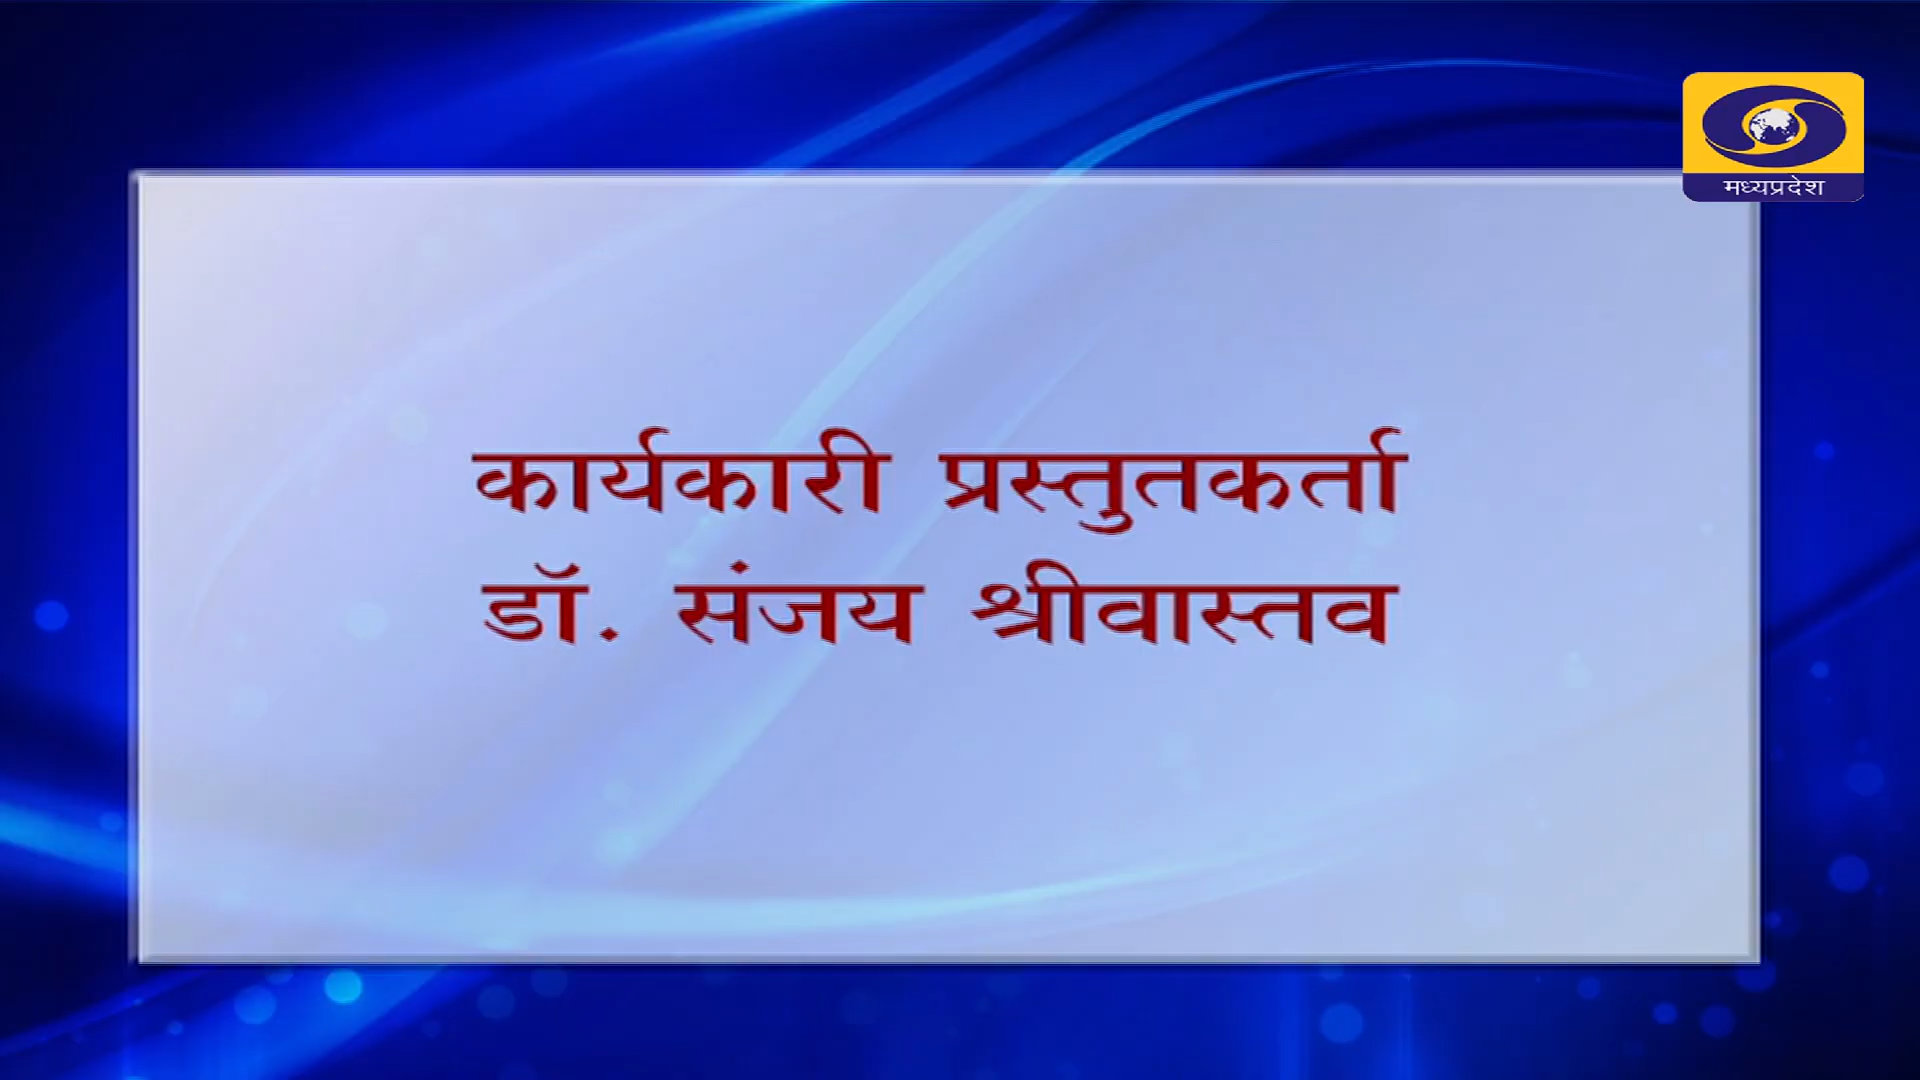 मध्यप्रदेश
कार्यकारी प्रस्तुतकर्ता
डॉ. संजय श्रीवास्तव